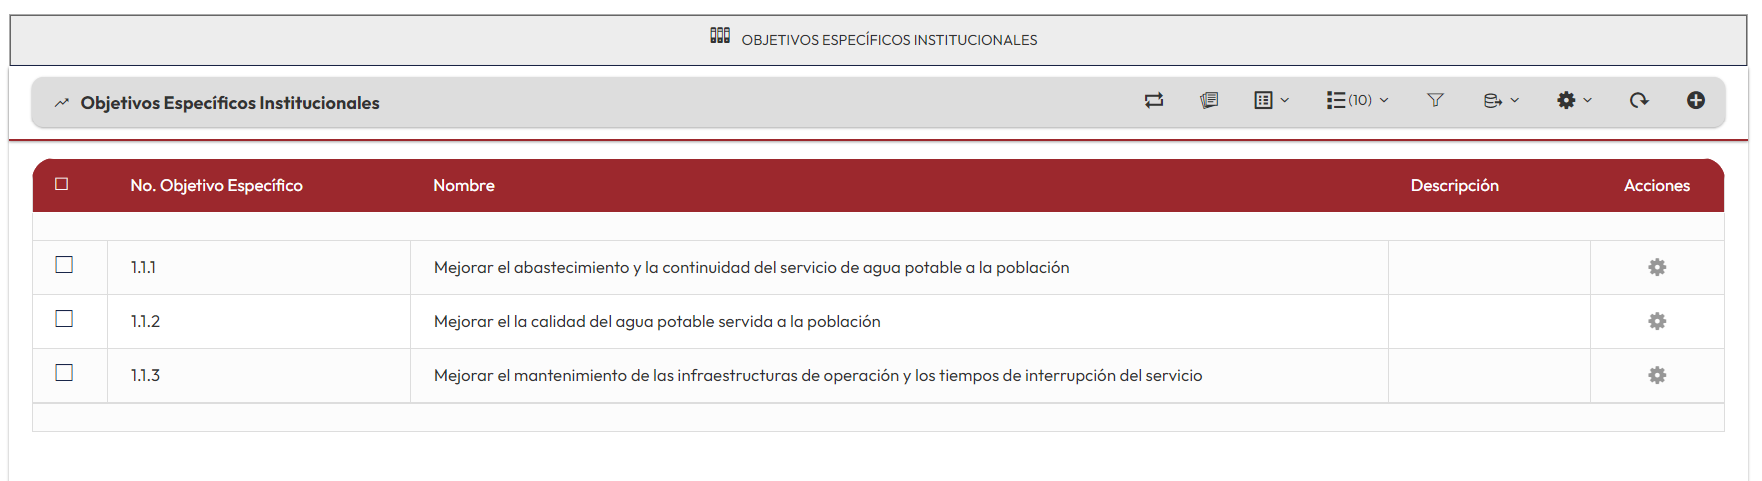 OBJETIVOS ESPECÍFICOS INSTITUCIONALES
Objetivos Específicos Institucionales (10)
No. Objetivo Específico Nombre Descripción Acciones
1.1.1 Mejorar el abastecimiento y la continuidad del servicio de agua potable a la población
1.1.2 Mejorar el la calidad del agua potable servida a la población
1.1.3 Mejorar el mantenimiento de las infraestructuras de operación y los tiempos de interrupción del servicio